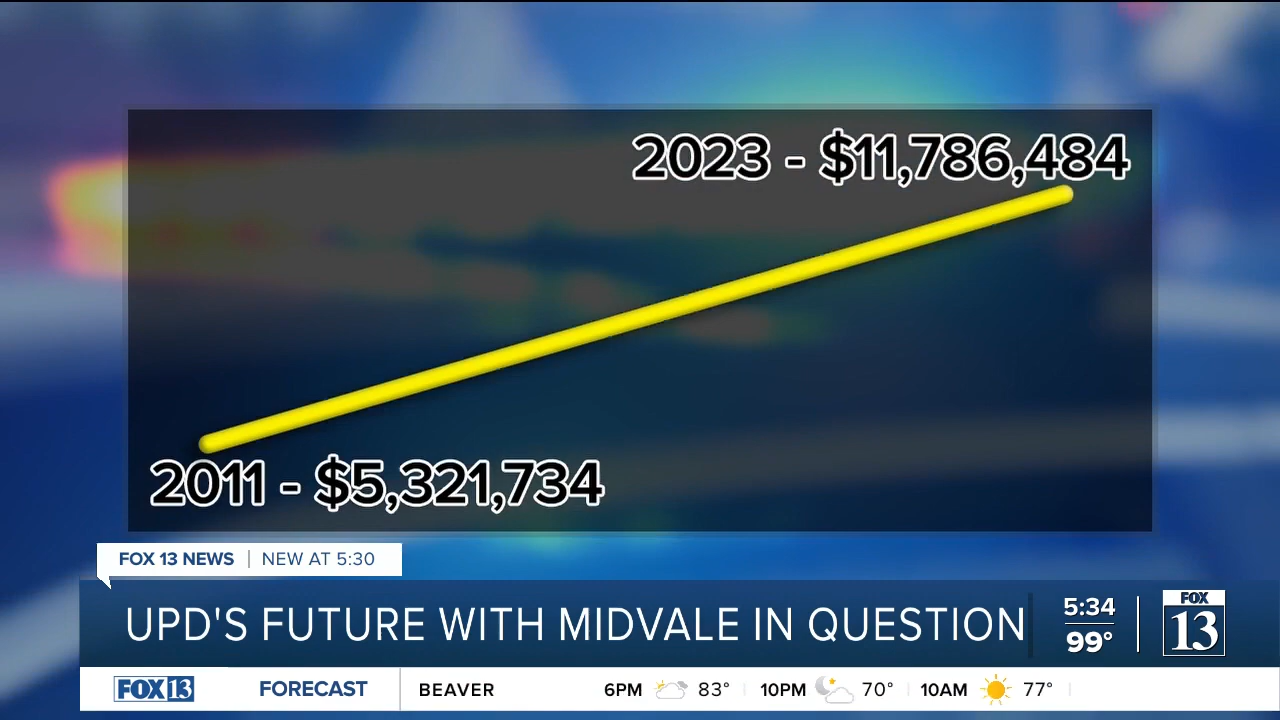 2023 - $11,786,484
2011 - $5,321,734
FOX 13 NEWS | NEW AT 5:30
UPD'S FUTURE WITH MIDVALE IN QUESTION
5:34
99°
FOX
13
FOX 13 FORECAST BEAVER 6PM 83° 10PM 70° 10AM 77°